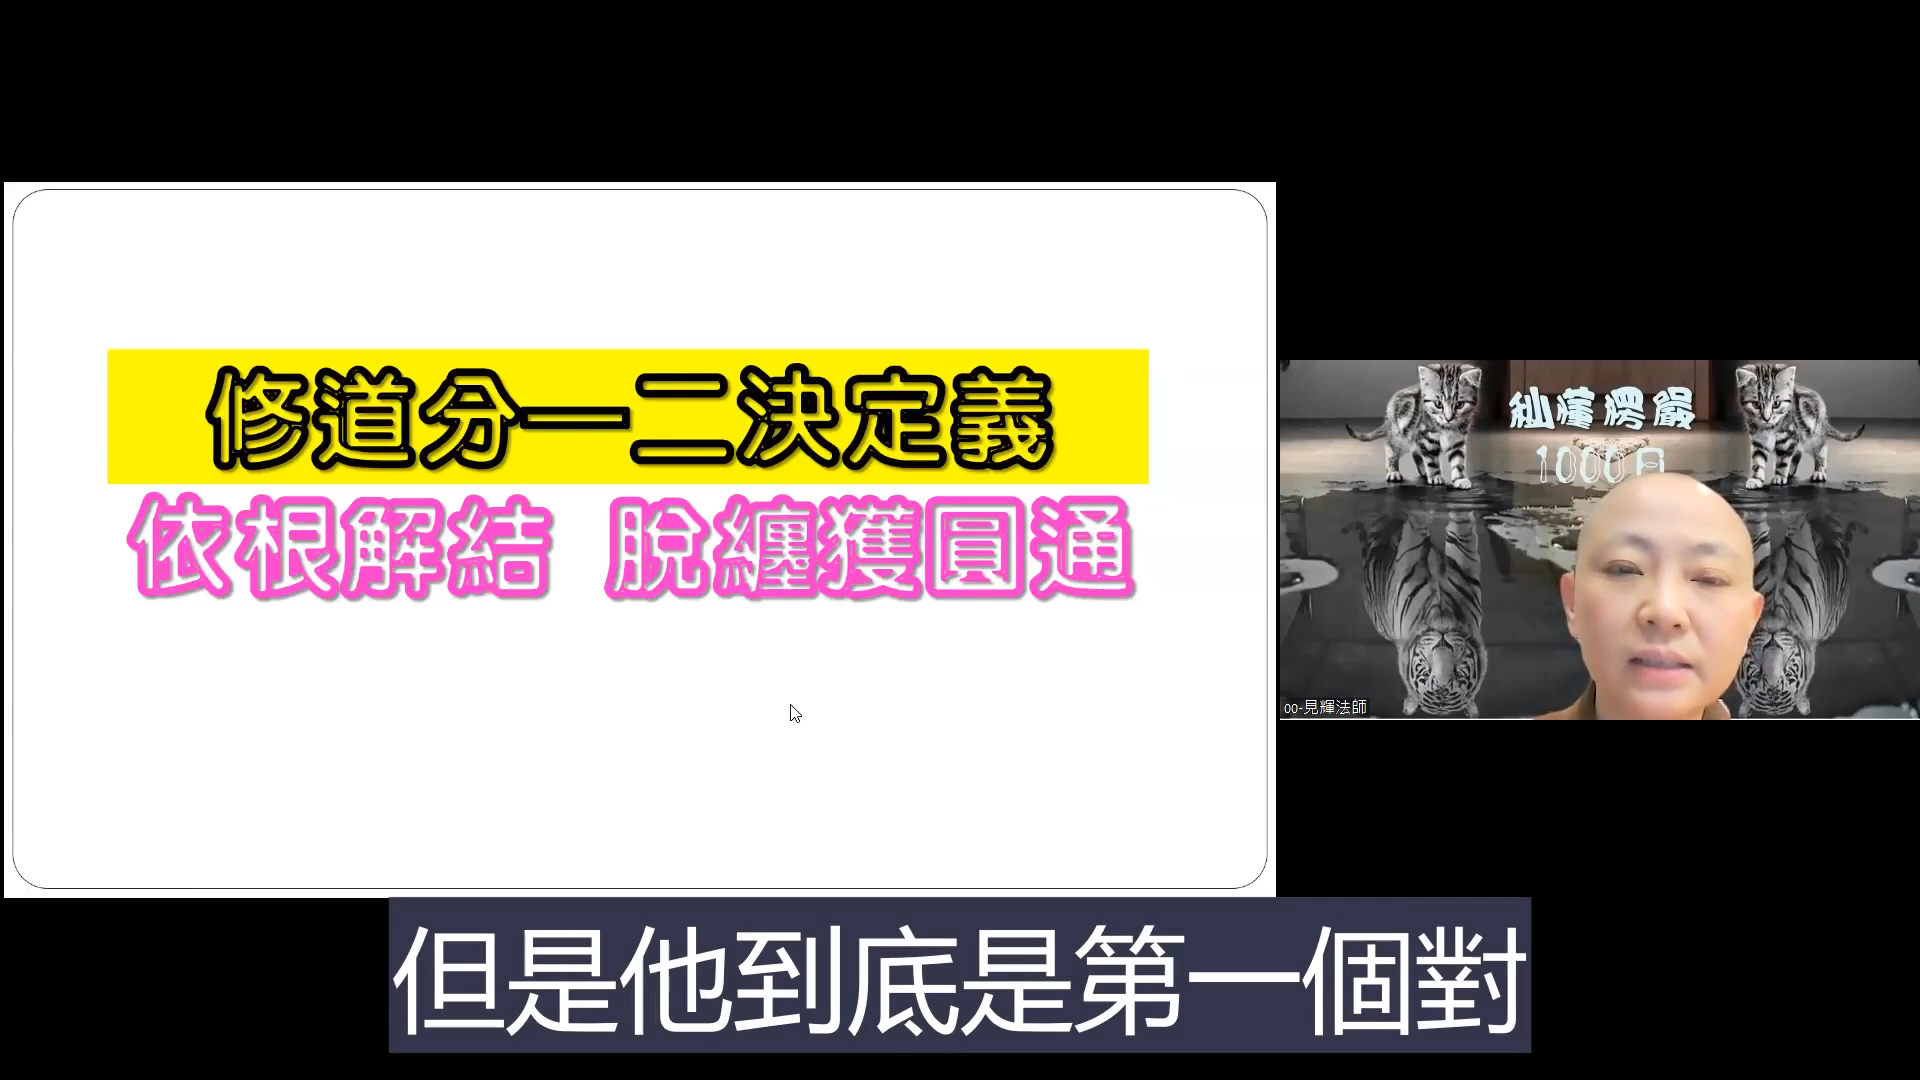 修道分一二決定義
依根解結 脫纏獲圓通
楞嚴
1000日
00-見輝法師
但是他到底是第一個對